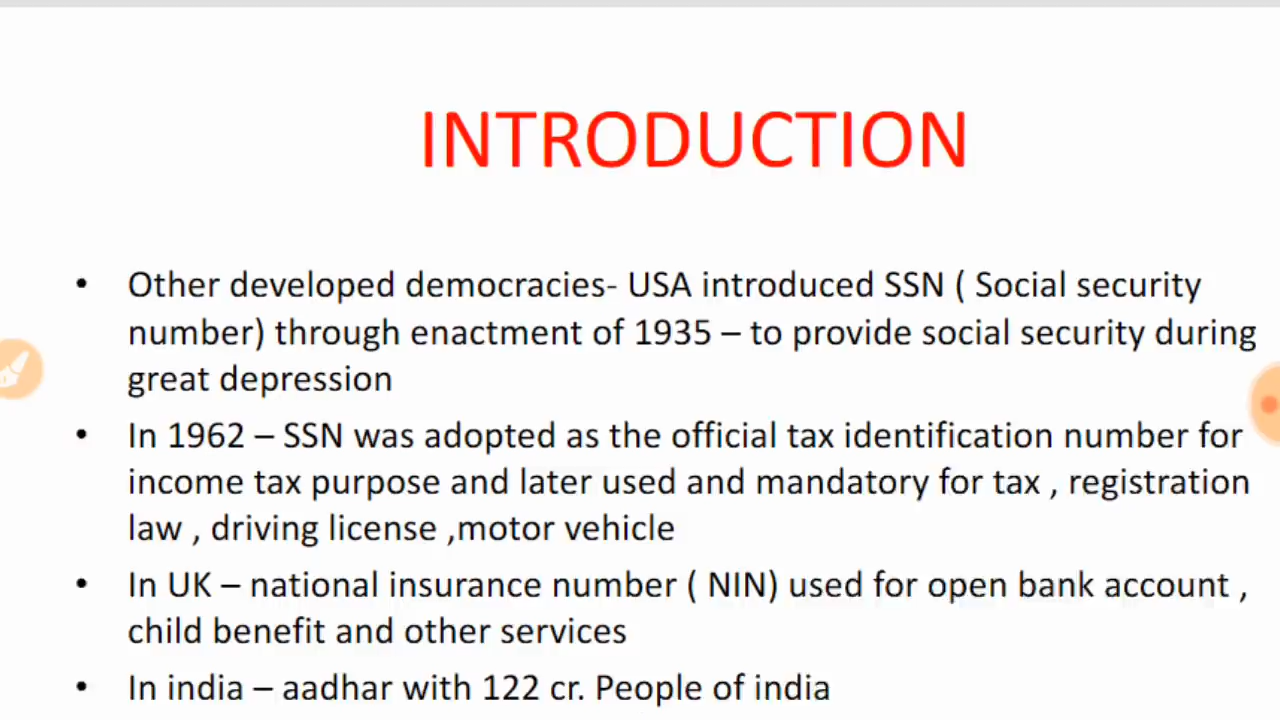 INTRODUCTION
• Other developed democracies- USA introduced SSN ( Social security
number) through enactment of 1935 – to provide social security during
great depression
• In 1962 – SSN was adopted as the official tax identification number for
income tax purpose and later used and mandatory for tax , registration
law , driving license ,motor vehicle
• In UK – national insurance number ( NIN) used for open bank account ,
child benefit and other services
• In india – aadhar with 122 cr. People of india